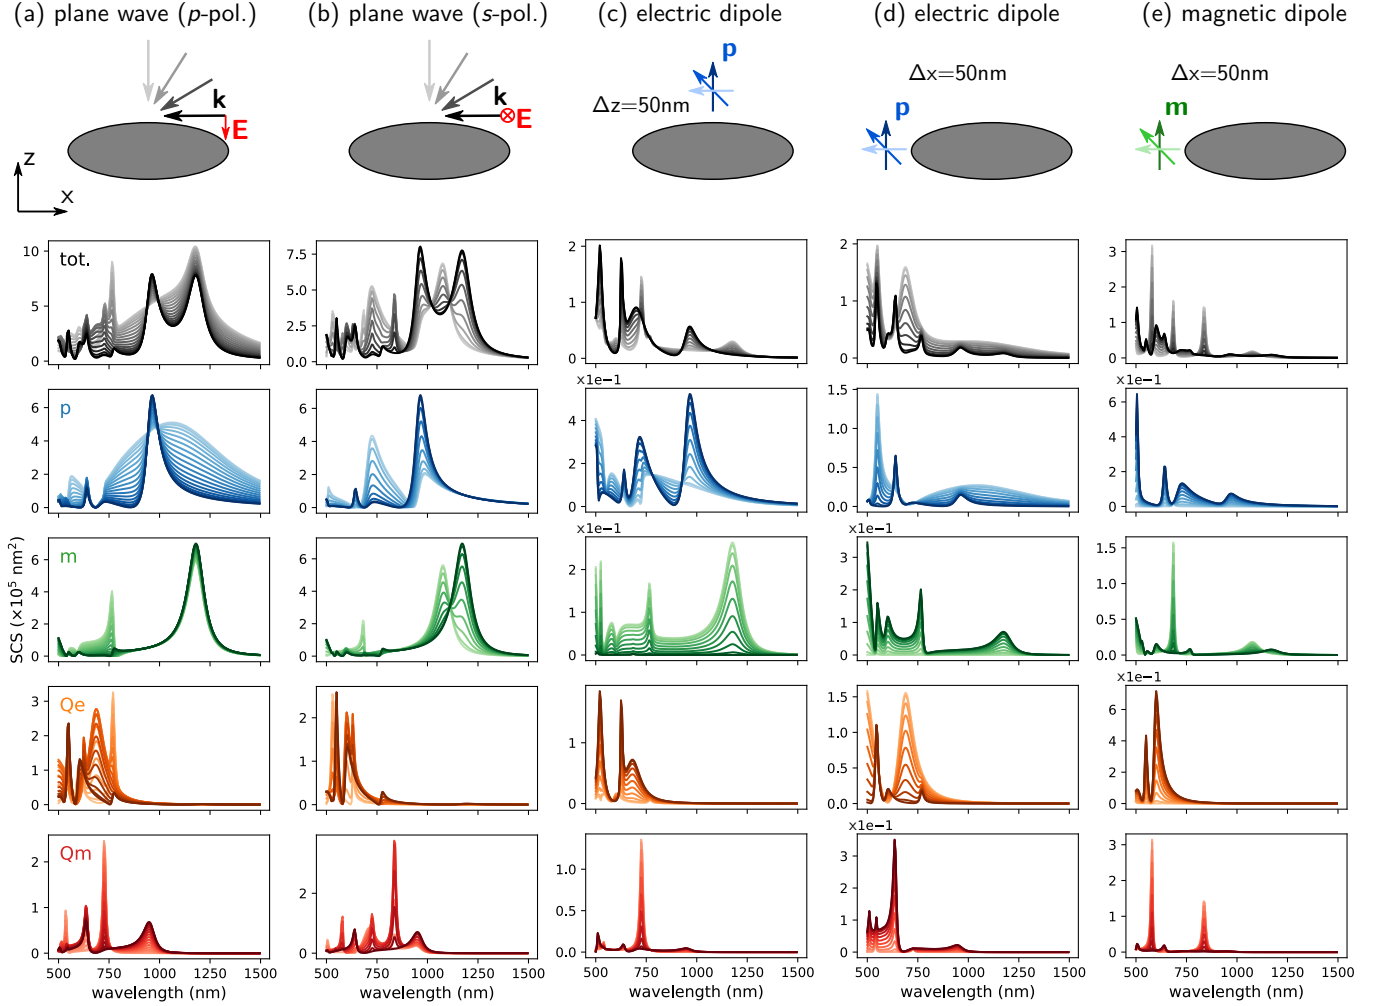 (a) plane wave (p-pol.)
(b) plane wave (s-pol.)
(c) electric dipole
(d) electric dipole
(e) magnetic dipole
k
E
z
x
k
E
p
Δz=50nm
Δx=50nm
p
Δx=50nm
m
tot.
10
5
0
7.5
5.0
2.5
0.0
2
1
0
2
1
0
3
2
1
0
p
6
4
2
0
6
4
2
0
×1e−1
4
2
0
1.5
1.0
0.5
0.0
×1e−1
6
4
2
0
SCS (×10⁵ nm²)
m
6
4
2
0
6
4
2
0
×1e−1
2
1
0
×1e−1
3
2
1
0
1.5
1.0
0.5
0.0
Qe
3
2
1
0
2
1
0
1
0
1.5
1.0
0.5
0.0
×1e−1
6
4
2
0
Qm
2
1
0
2
0
1.0
0.5
0.0
×1e−1
3
2
1
0
3
2
1
0
500 750 1000 1250 1500
500 750 1000 1250 1500
500 750 1000 1250 1500
500 750 1000 1250 1500
500 750 1000 1250 1500
wavelength (nm)
wavelength (nm)
wavelength (nm)
wavelength (nm)
wavelength (nm)